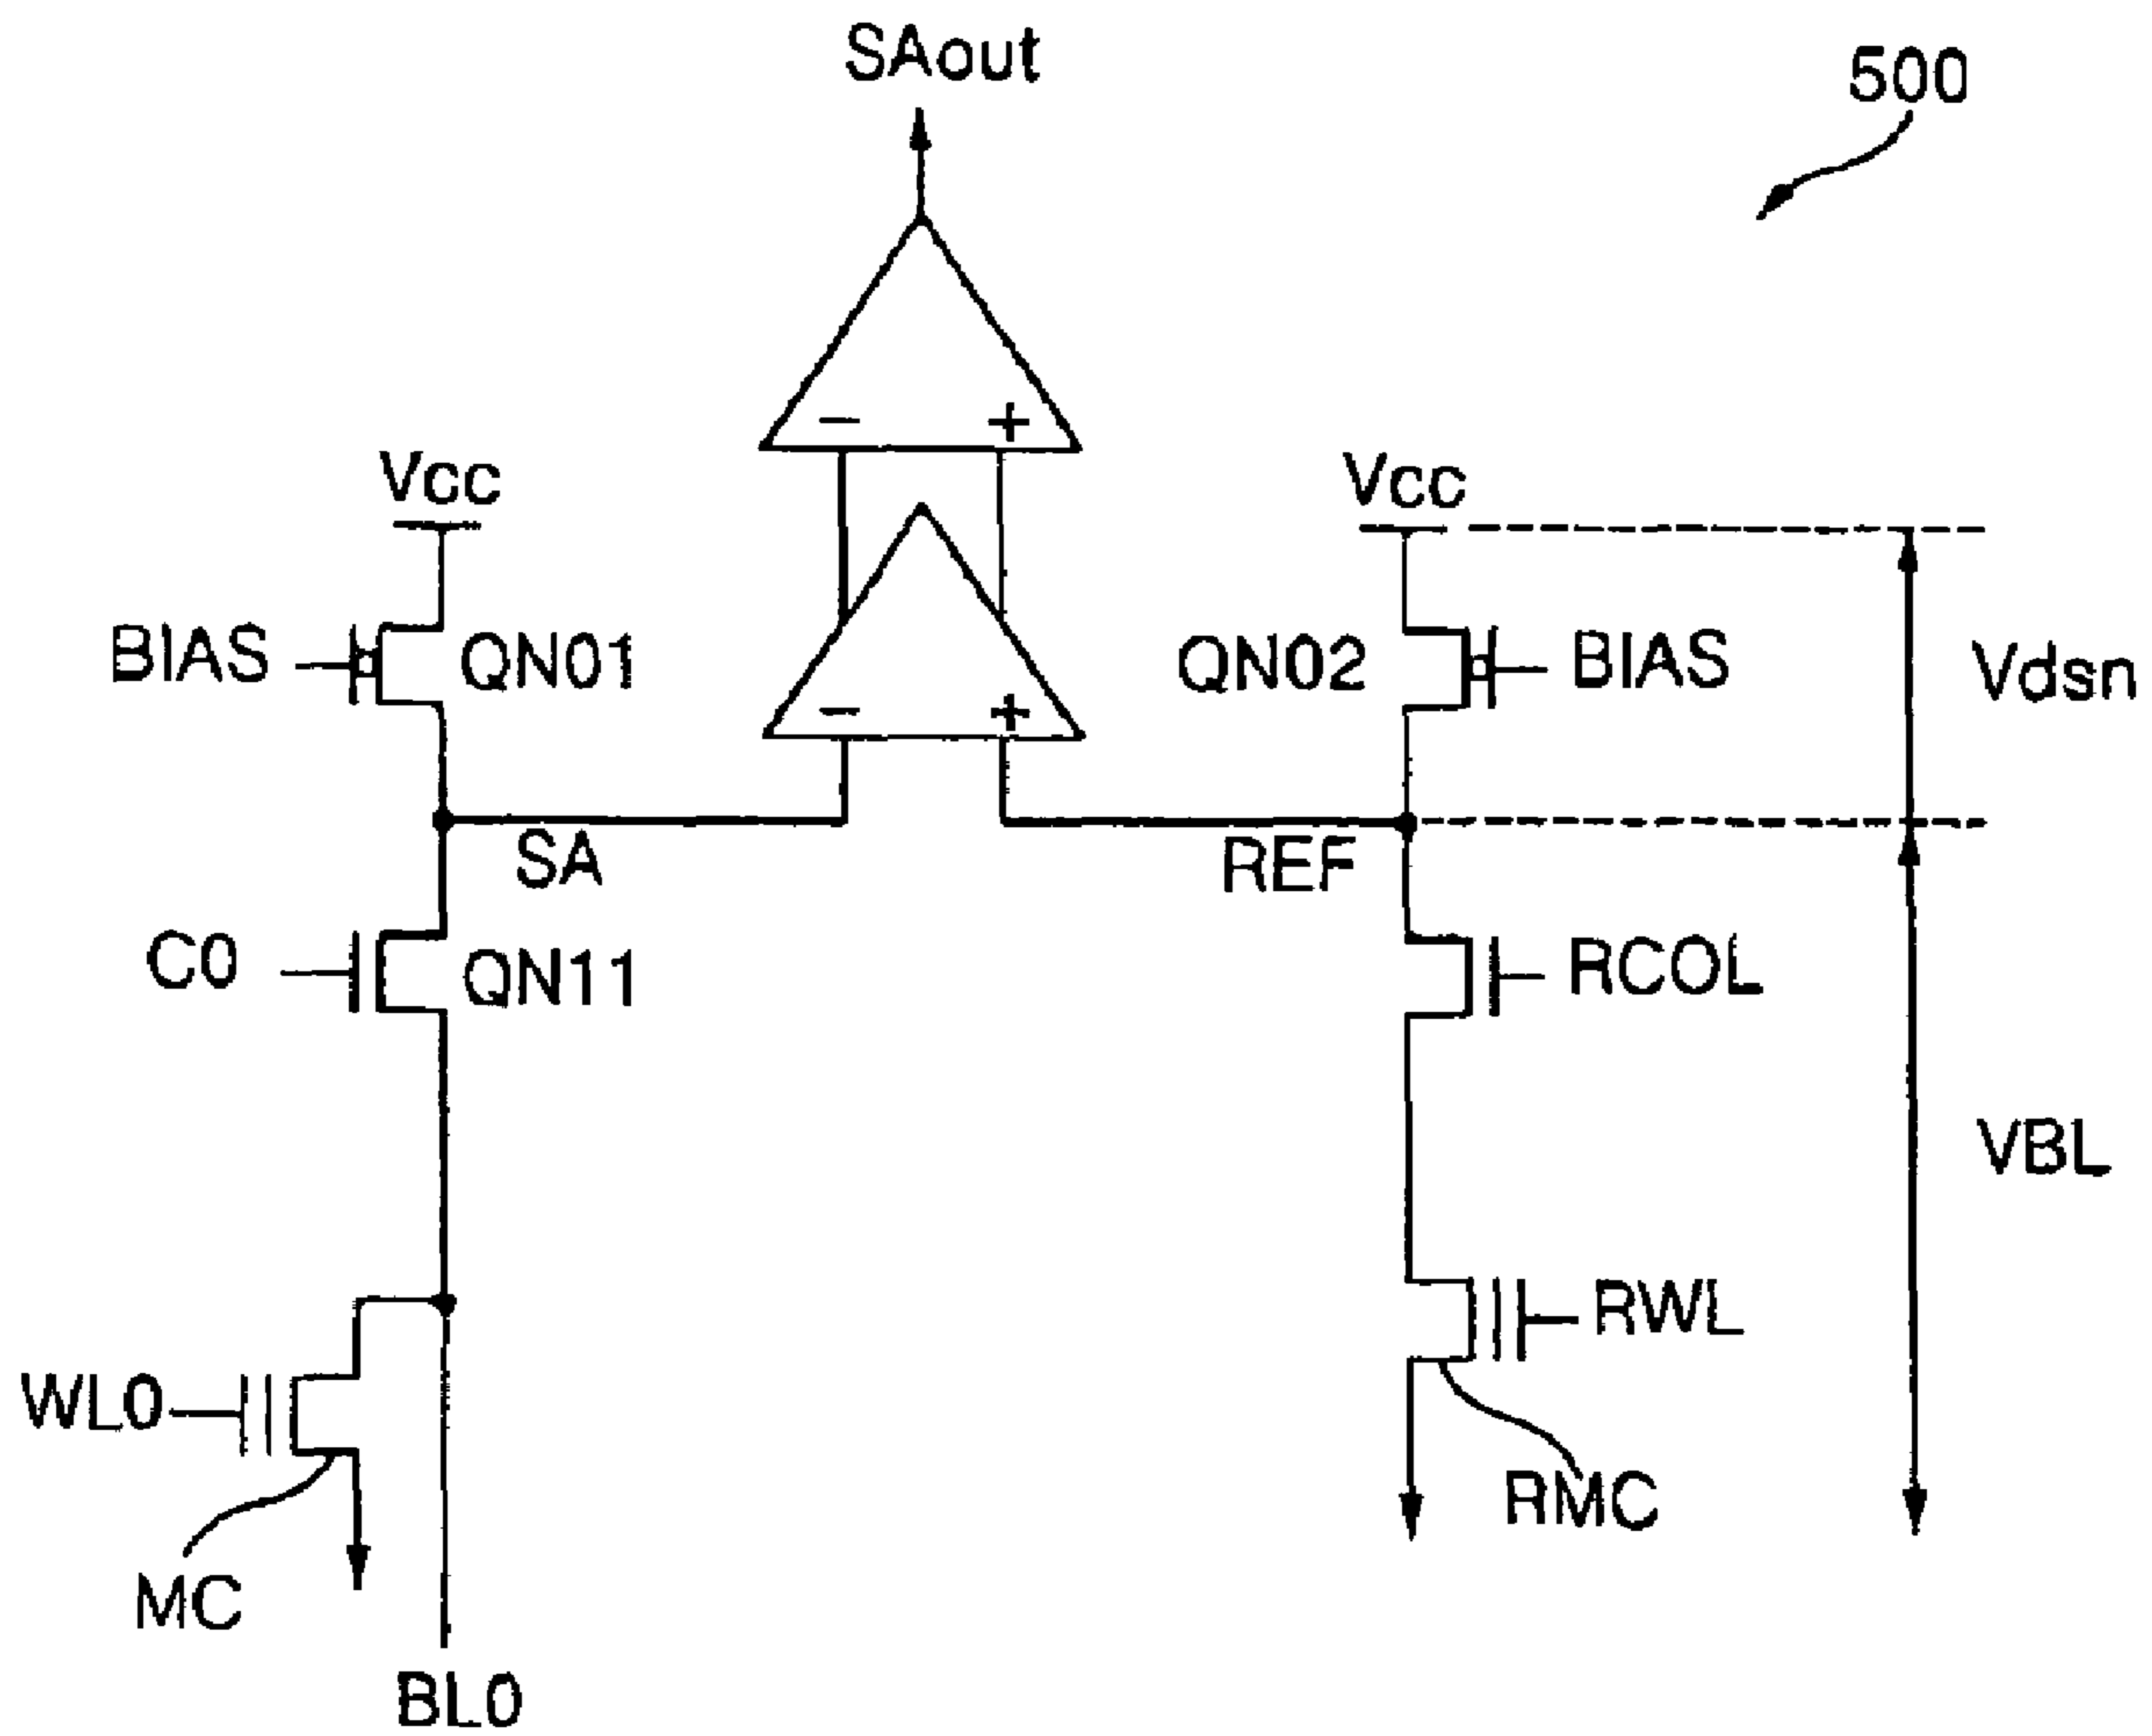 SAout
500
Vcc
Vcc
BIAS
QN01
QN02
BIAS
Vdsn
-
+
-
+
SA
REF
C0
QN11
RCOL
VBL
RWL
WL0
RMC
MC
BL0